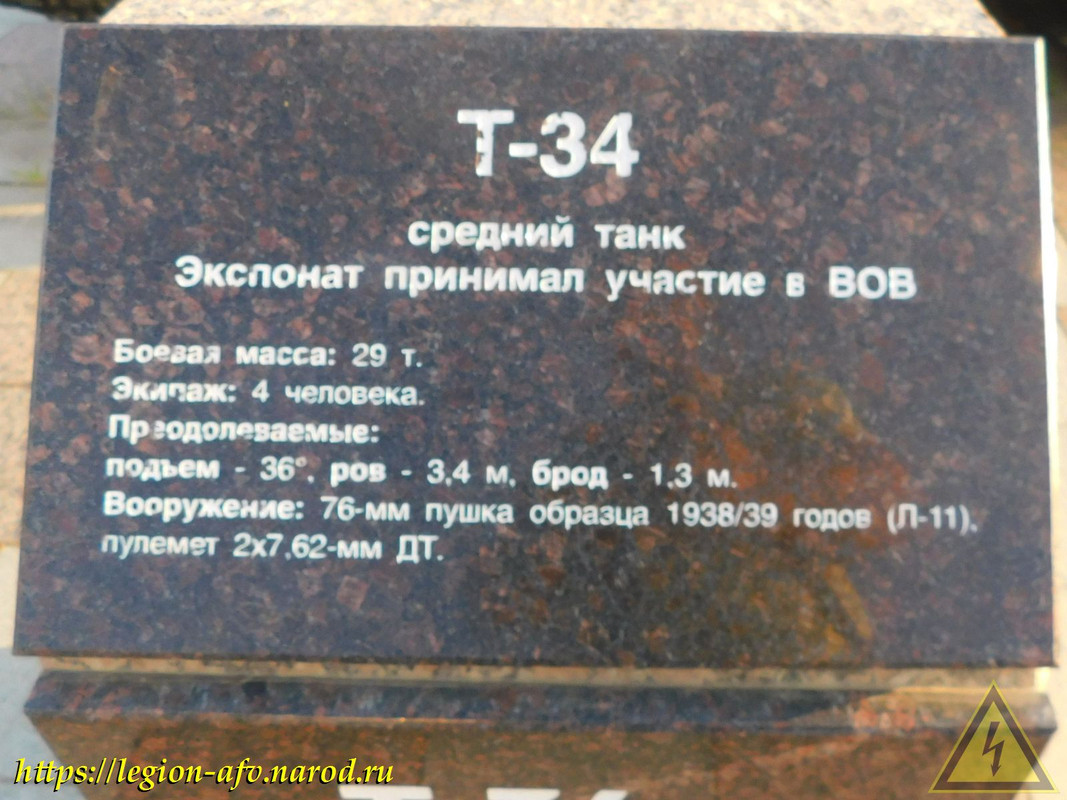 Т-34
средний танк
Экспонат принимал участие в ВОВ
Боевая масса: 29 т.
Экипаж: 4 человека.
Преодолеваемые:
подъем - 36°, ров - 3,4 м, брод - 1,3 м.
Вооружение: 76-мм пушка образца 1938/39 годов (Л-11),
пулемет 2х7,62-мм ДТ.
https://legion-afv.narod.ru